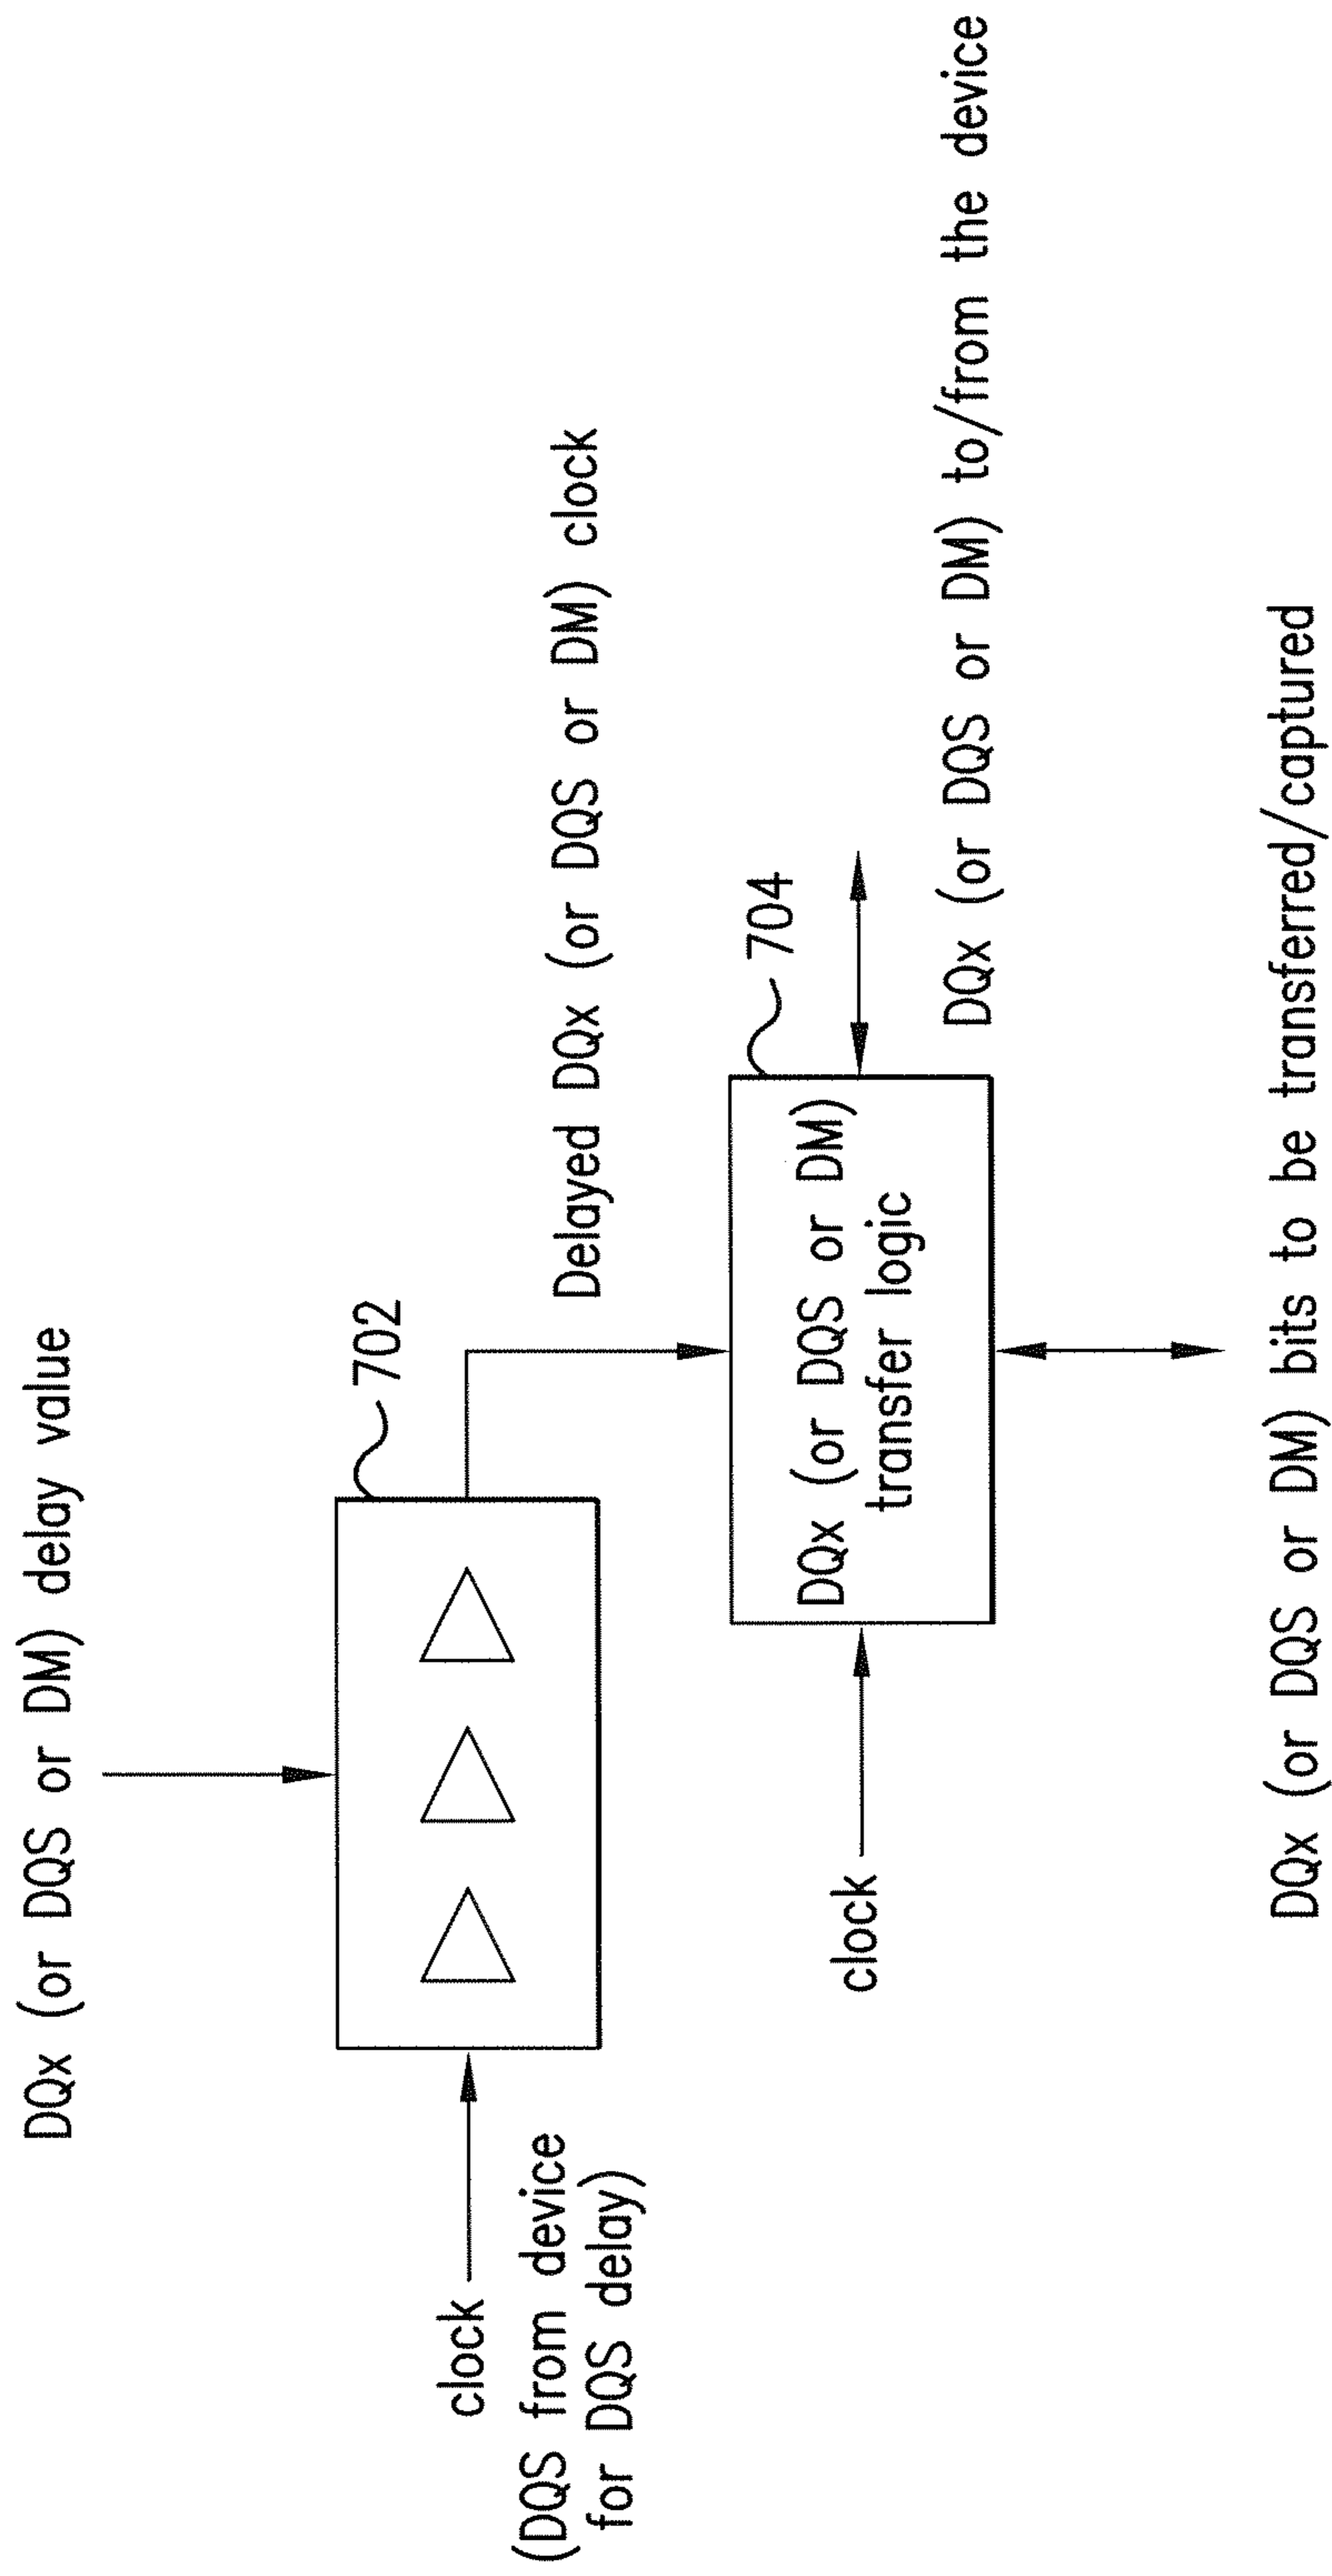 DQx (or DQS or DM) delay value
702
clock
(DQS from device
for DQS delay)
Delayed DQx (or DQS or DM) clock
704
DQx (or DQS or DM)
transfer logic
clock
DQx (or DQS or DM) to/from the device
DQx (or DQS or DM) bits to be transferred/captured